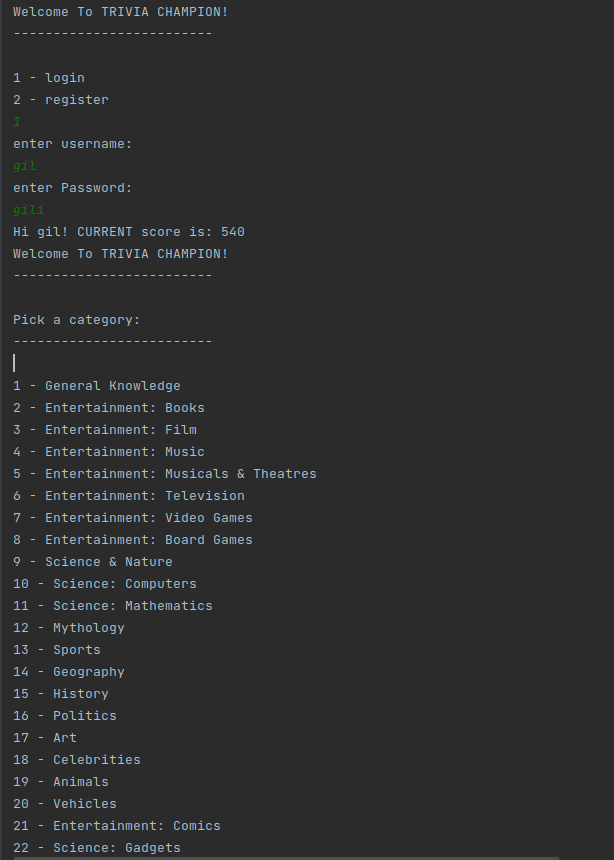 Welcome To TRIVIA CHAMPION!
-------------------------
1 - login
2 - register
1
enter username:
gil
enter Password:
gili
Hi gil! CURRENT score is: 540
Welcome To TRIVIA CHAMPION!
-------------------------
Pick a category:
-------------------------
1 - General Knowledge
2 - Entertainment: Books
3 - Entertainment: Film
4 - Entertainment: Music
5 - Entertainment: Musicals & Theatres
6 - Entertainment: Television
7 - Entertainment: Video Games
8 - Entertainment: Board Games
9 - Science & Nature
10 - Science: Computers
11 - Science: Mathematics
12 - Mythology
13 - Sports
14 - Geography
15 - History
16 - Politics
17 - Art
18 - Celebrities
19 - Animals
20 - Vehicles
21 - Entertainment: Comics
22 - Science: Gadgets